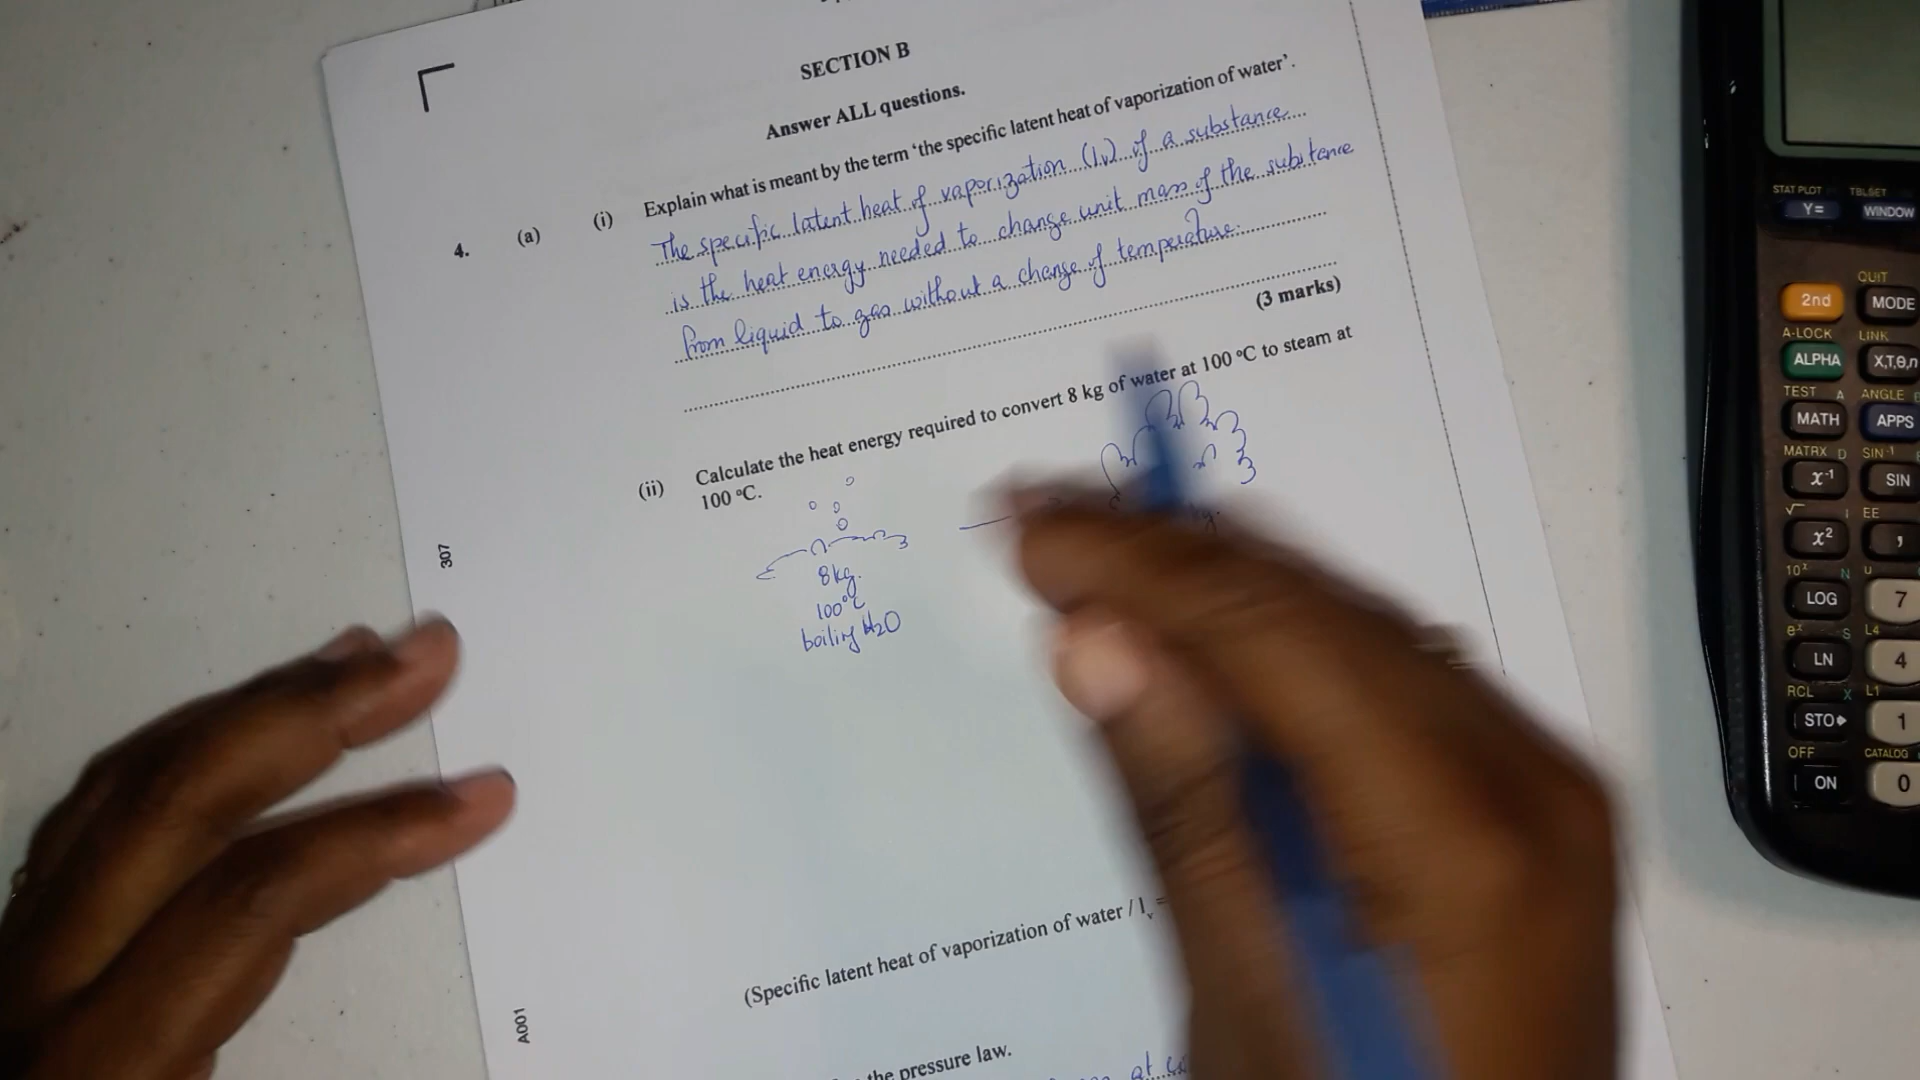 SECTION B
Answer ALL questions.
4. (a) (i) Explain what is meant by the term ‘the specific latent heat of vaporization of water’.
The specific latent heat of vaporization (lv) of a substance
is the heat energy needed to change unit mass of the substance
from liquid to gas without a change of temperature.
(3 marks)
(ii) Calculate the heat energy required to convert 8 kg of water at 100 °C to steam at
100 °C.
8kg.
100°C
boiling H2O
(Specific latent heat of vaporization of water / lv =
the pressure law.
at
307
A001
STAT PLOT TBLSET
Y= WINDOW
QUIT
2nd MODE
A-LOCK LINK
ALPHA X,T,θ,n
TEST A ANGLE
MATH APPS
MATRX D SIN-1
x-1 SIN
√ I EE
x² ,
10x N u
LOG 7
ex S L4
LN 4
RCL X L1
STO 1
OFF CATALOG
ON 0